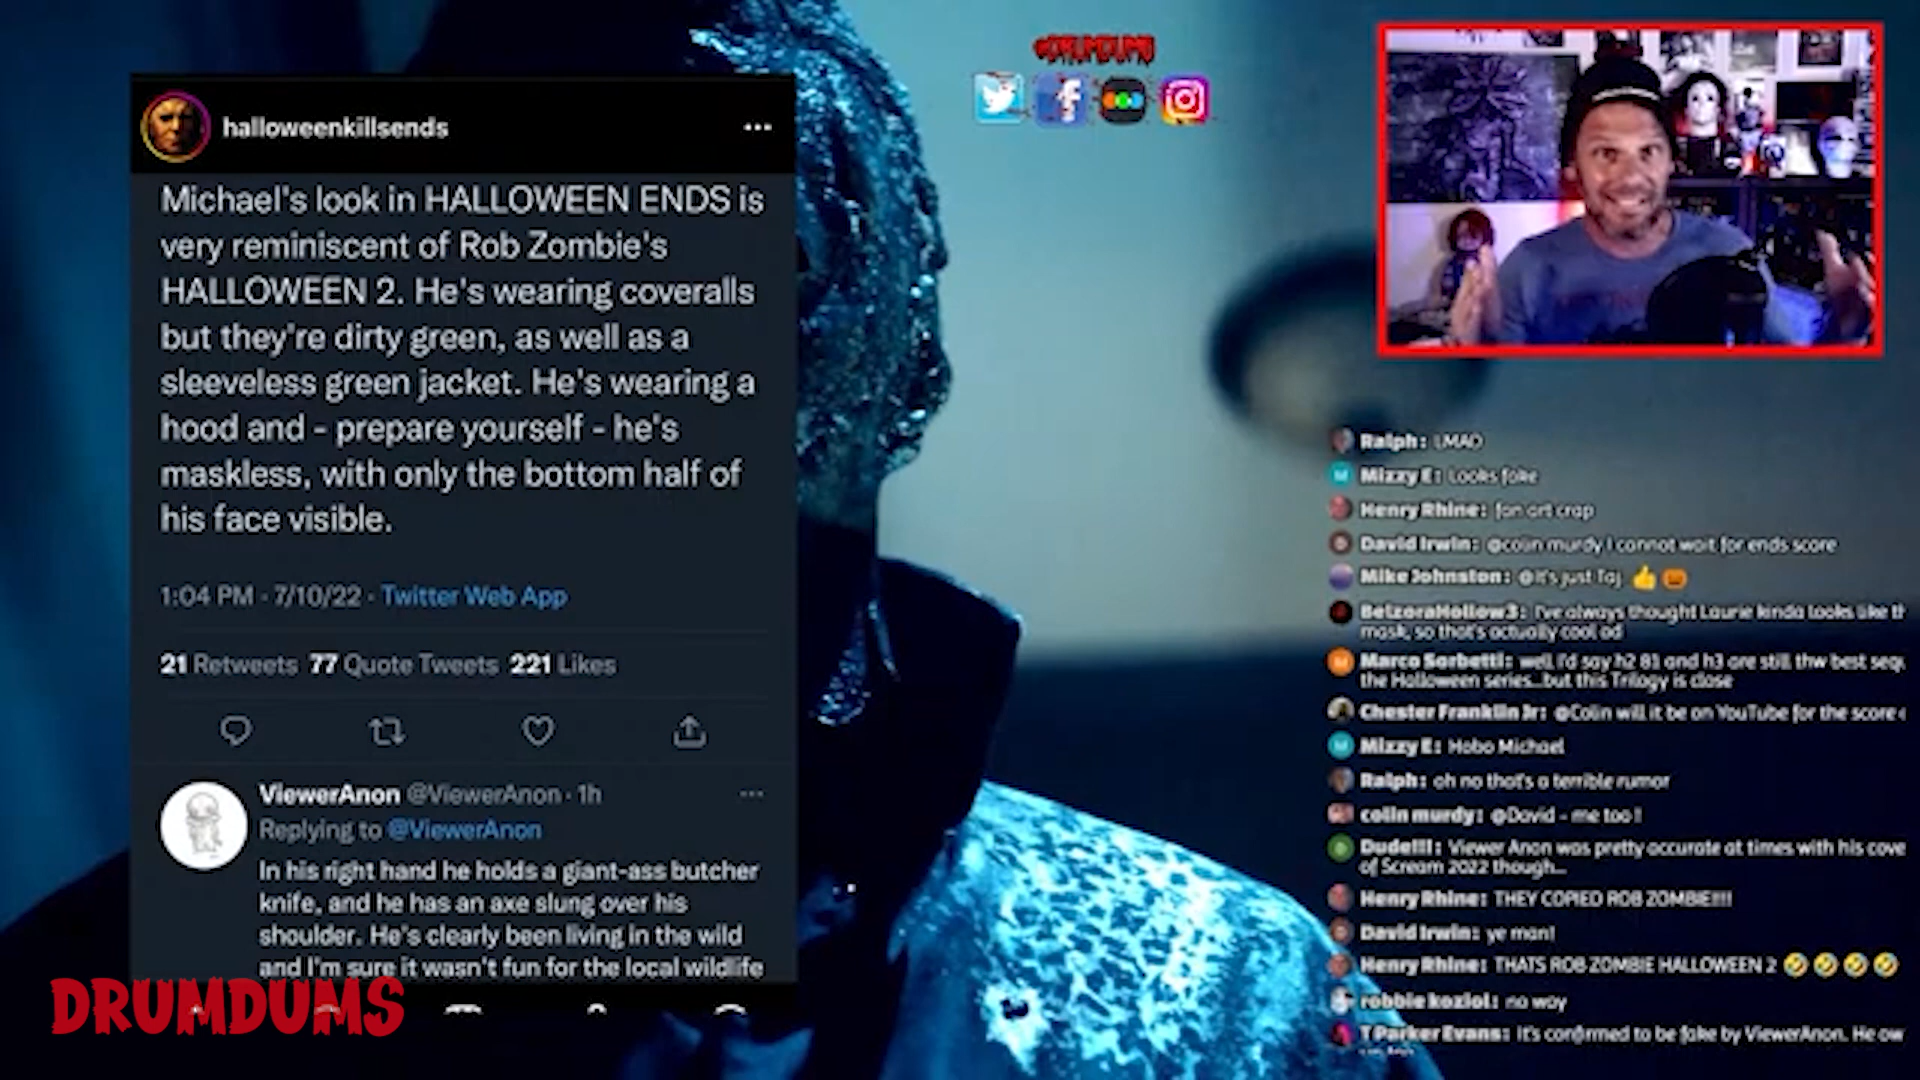 halloweenkillsends
Michael's look in HALLOWEEN ENDS is
very reminiscent of Rob Zombie's
HALLOWEEN 2. He's wearing coveralls
but they're dirty green, as well as a
sleeveless green jacket. He's wearing a
hood and - prepare yourself - he's
maskless, with only the bottom half of
his face visible.
1:04 PM · 7/10/22 · Twitter Web App
21 Retweets 77 Quote Tweets 221 Likes
ViewerAnon @ViewerAnon · 1h
Replying to @ViewerAnon
In his right hand he holds a giant-ass butcher
knife, and he has an axe slung over his
shoulder. He's clearly been living in the wild
and I'm sure it wasn't fun for the local wildlife
DRUMDUMS
@DRUMDUMS
Ralph: LMAO
Mizzy E: Looks fake
Henry Rhine: fan art crap
David Irwin: @colin murdy I cannot wait for ends score
Mike Johnston: @It's just Taj 👍🎃
BelzoraHollow3: I've always thought Laurie kinda looks like
mask, so that's actually cool
Marco Sorbetti: well I'd say h2 81 and h3 are still thw best
the Halloween series...but this Trilogy is close
Chester Franklin Jr: @Colin will it be on YouTube for the score
Mizzy E: Hobo Michael
Ralph: oh no that's a terrible rumor
colin murdy: @David - me too !
Dude!!!: Viewer Anon was pretty accurate at times with his
of Scream 2022 though...
Henry Rhine: THEY COPIED ROB ZOMBIE!!!!
David Irwin: ye man!
Henry Rhine: THATS ROB ZOMBIE HALLOWEEN 2 🤣🤣🤣🤣
robbie koziol: no way
T Parker Evans: It's confirmed to be fake by ViewerAnon. He